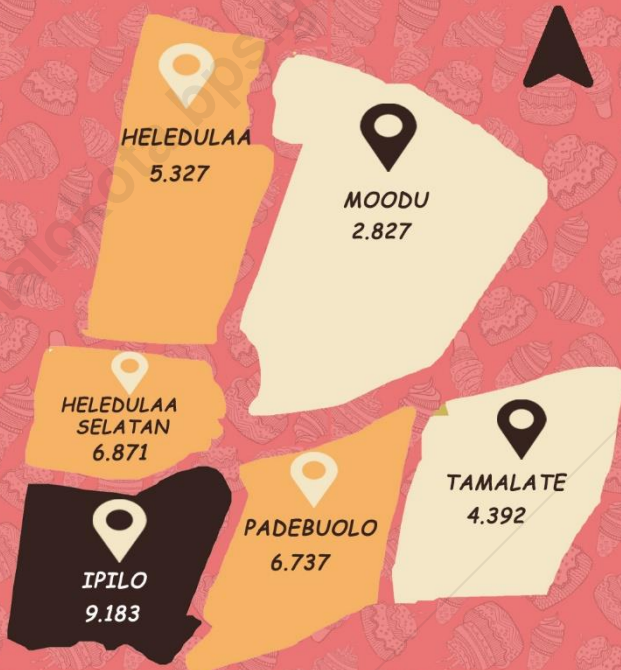 HELEDULAA
5.327
MOODU
2.827
HELEDULAA
SELATAN
6.871
IPILO
9.183
PADEBUOLO
6.737
TAMALATE
4.392